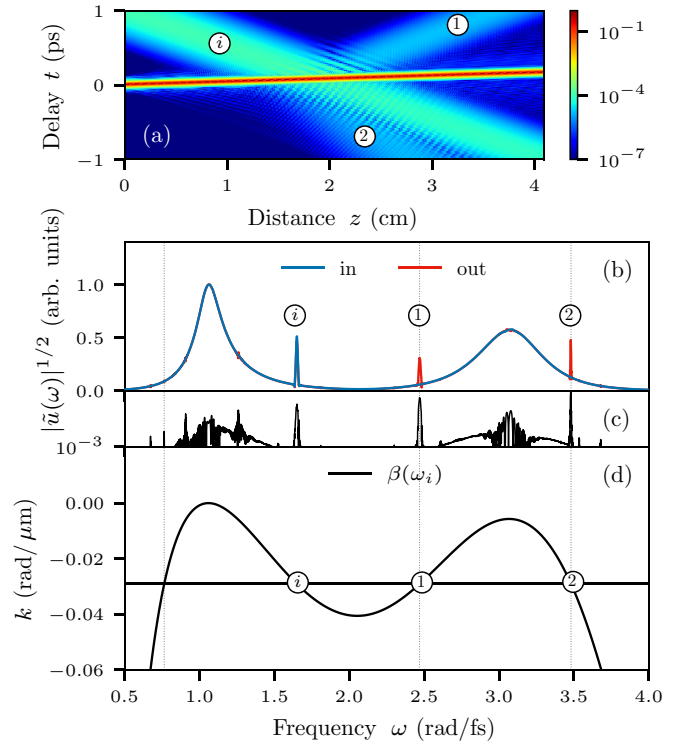 1
0
−1
Delay t (ps)
i
1
2
(a)
10⁻¹
10⁻⁴
10⁻⁷
0
1
2
3
4
Distance z (cm)
|ũ(ω)|^{1/2} (arb. units)
1.0
0.5
0.0
in
out
(b)
i
1
2
10⁻³
(c)
β(ω_i)
(d)
k (rad/μm)
0.00
−0.02
−0.04
−0.06
i
1
2
0.5
1.0
1.5
2.0
2.5
3.0
3.5
4.0
Frequency ω (rad/fs)